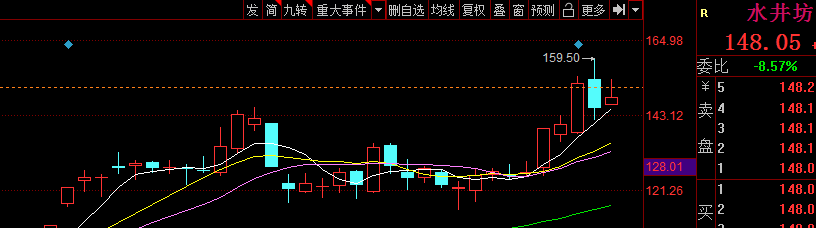 发 简 九转 重大事件 删自选 均线 复权 叠 窗 预测 更多
R 水井坊
164.98
148.05
159.50
委比 -8.57%
¥ 5 148.2
卖 4 148.1
143.12
3 148.1
盘 2 148.1
128.01
1 148.0
121.26
1 148.0
买 2 148.0